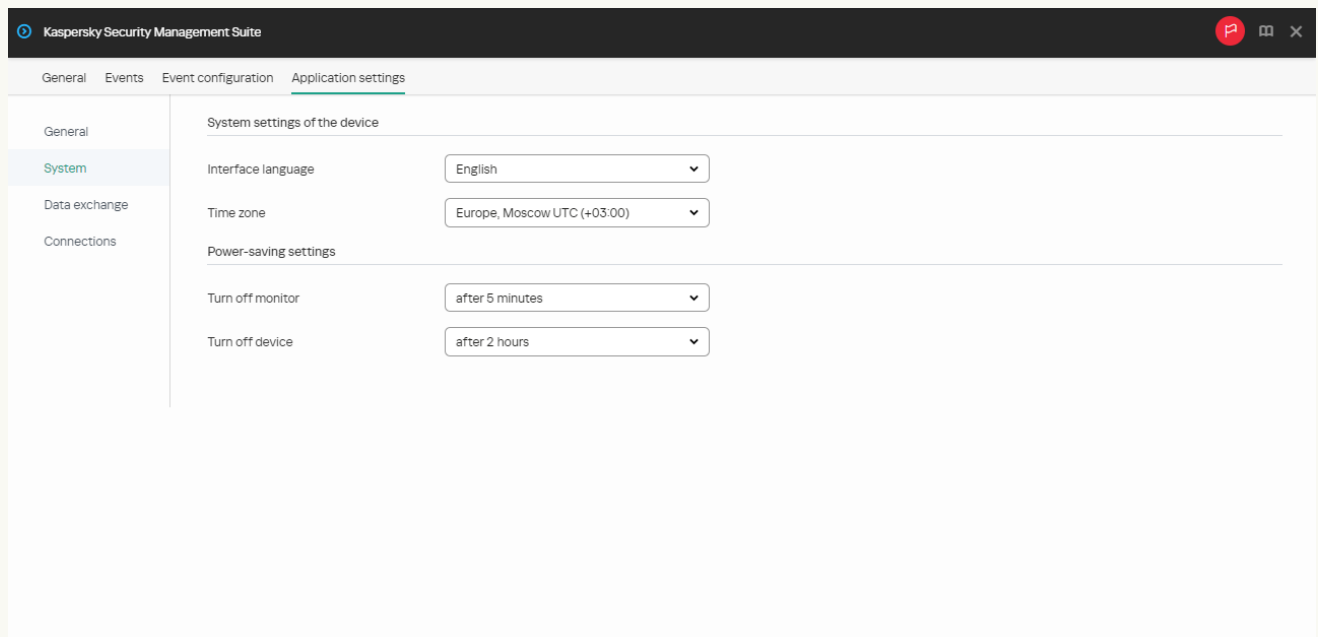 Kaspersky Security Management Suite
General Events Event configuration Application settings
General
System
Data exchange
Connections
System settings of the device
Interface language English
Time zone Europe, Moscow UTC (+03:00)
Power-saving settings
Turn off monitor after 5 minutes
Turn off device after 2 hours